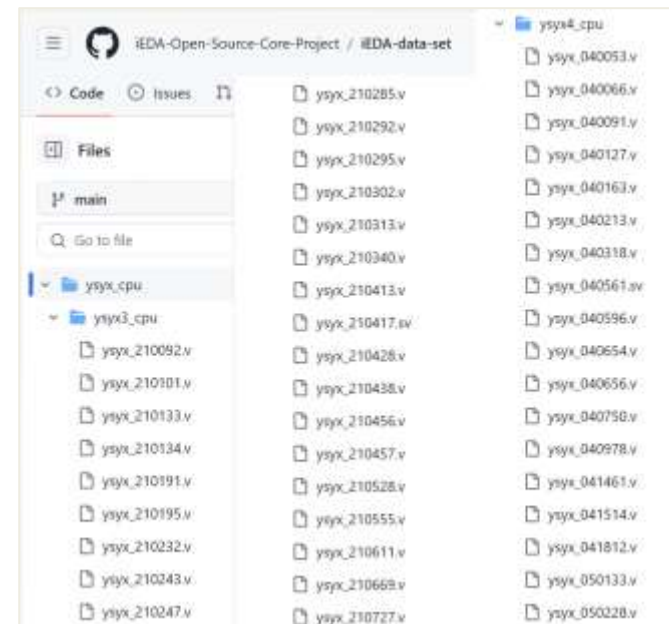 iEDA-Open-Source-Core-Project / iEDA-data-set
Code
Issues
Files
main
Go to file
ysyx_cpu
ysyx3_cpu
ysyx_210092.v
ysyx_210101.v
ysyx_210133.v
ysyx_210134.v
ysyx_210191.v
ysyx_210195.v
ysyx_210232.v
ysyx_210243.v
ysyx_210247.v
ysyx_210285.v
ysyx_210292.v
ysyx_210295.v
ysyx_210302.v
ysyx_210313.v
ysyx_210340.v
ysyx_210413.v
ysyx_210417.sv
ysyx_210428.v
ysyx_210438.v
ysyx_210456.v
ysyx_210457.v
ysyx_210528.v
ysyx_210555.v
ysyx_210611.v
ysyx_210669.v
ysyx_210727.v
ysyx4_cpu
ysyx_040053.v
ysyx_040066.v
ysyx_040091.v
ysyx_040127.v
ysyx_040163.v
ysyx_040213.v
ysyx_040318.v
ysyx_040561.sv
ysyx_040596.v
ysyx_040654.v
ysyx_040656.v
ysyx_040750.v
ysyx_040978.v
ysyx_041461.v
ysyx_041514.v
ysyx_041812.v
ysyx_050133.v
ysyx_050228.v